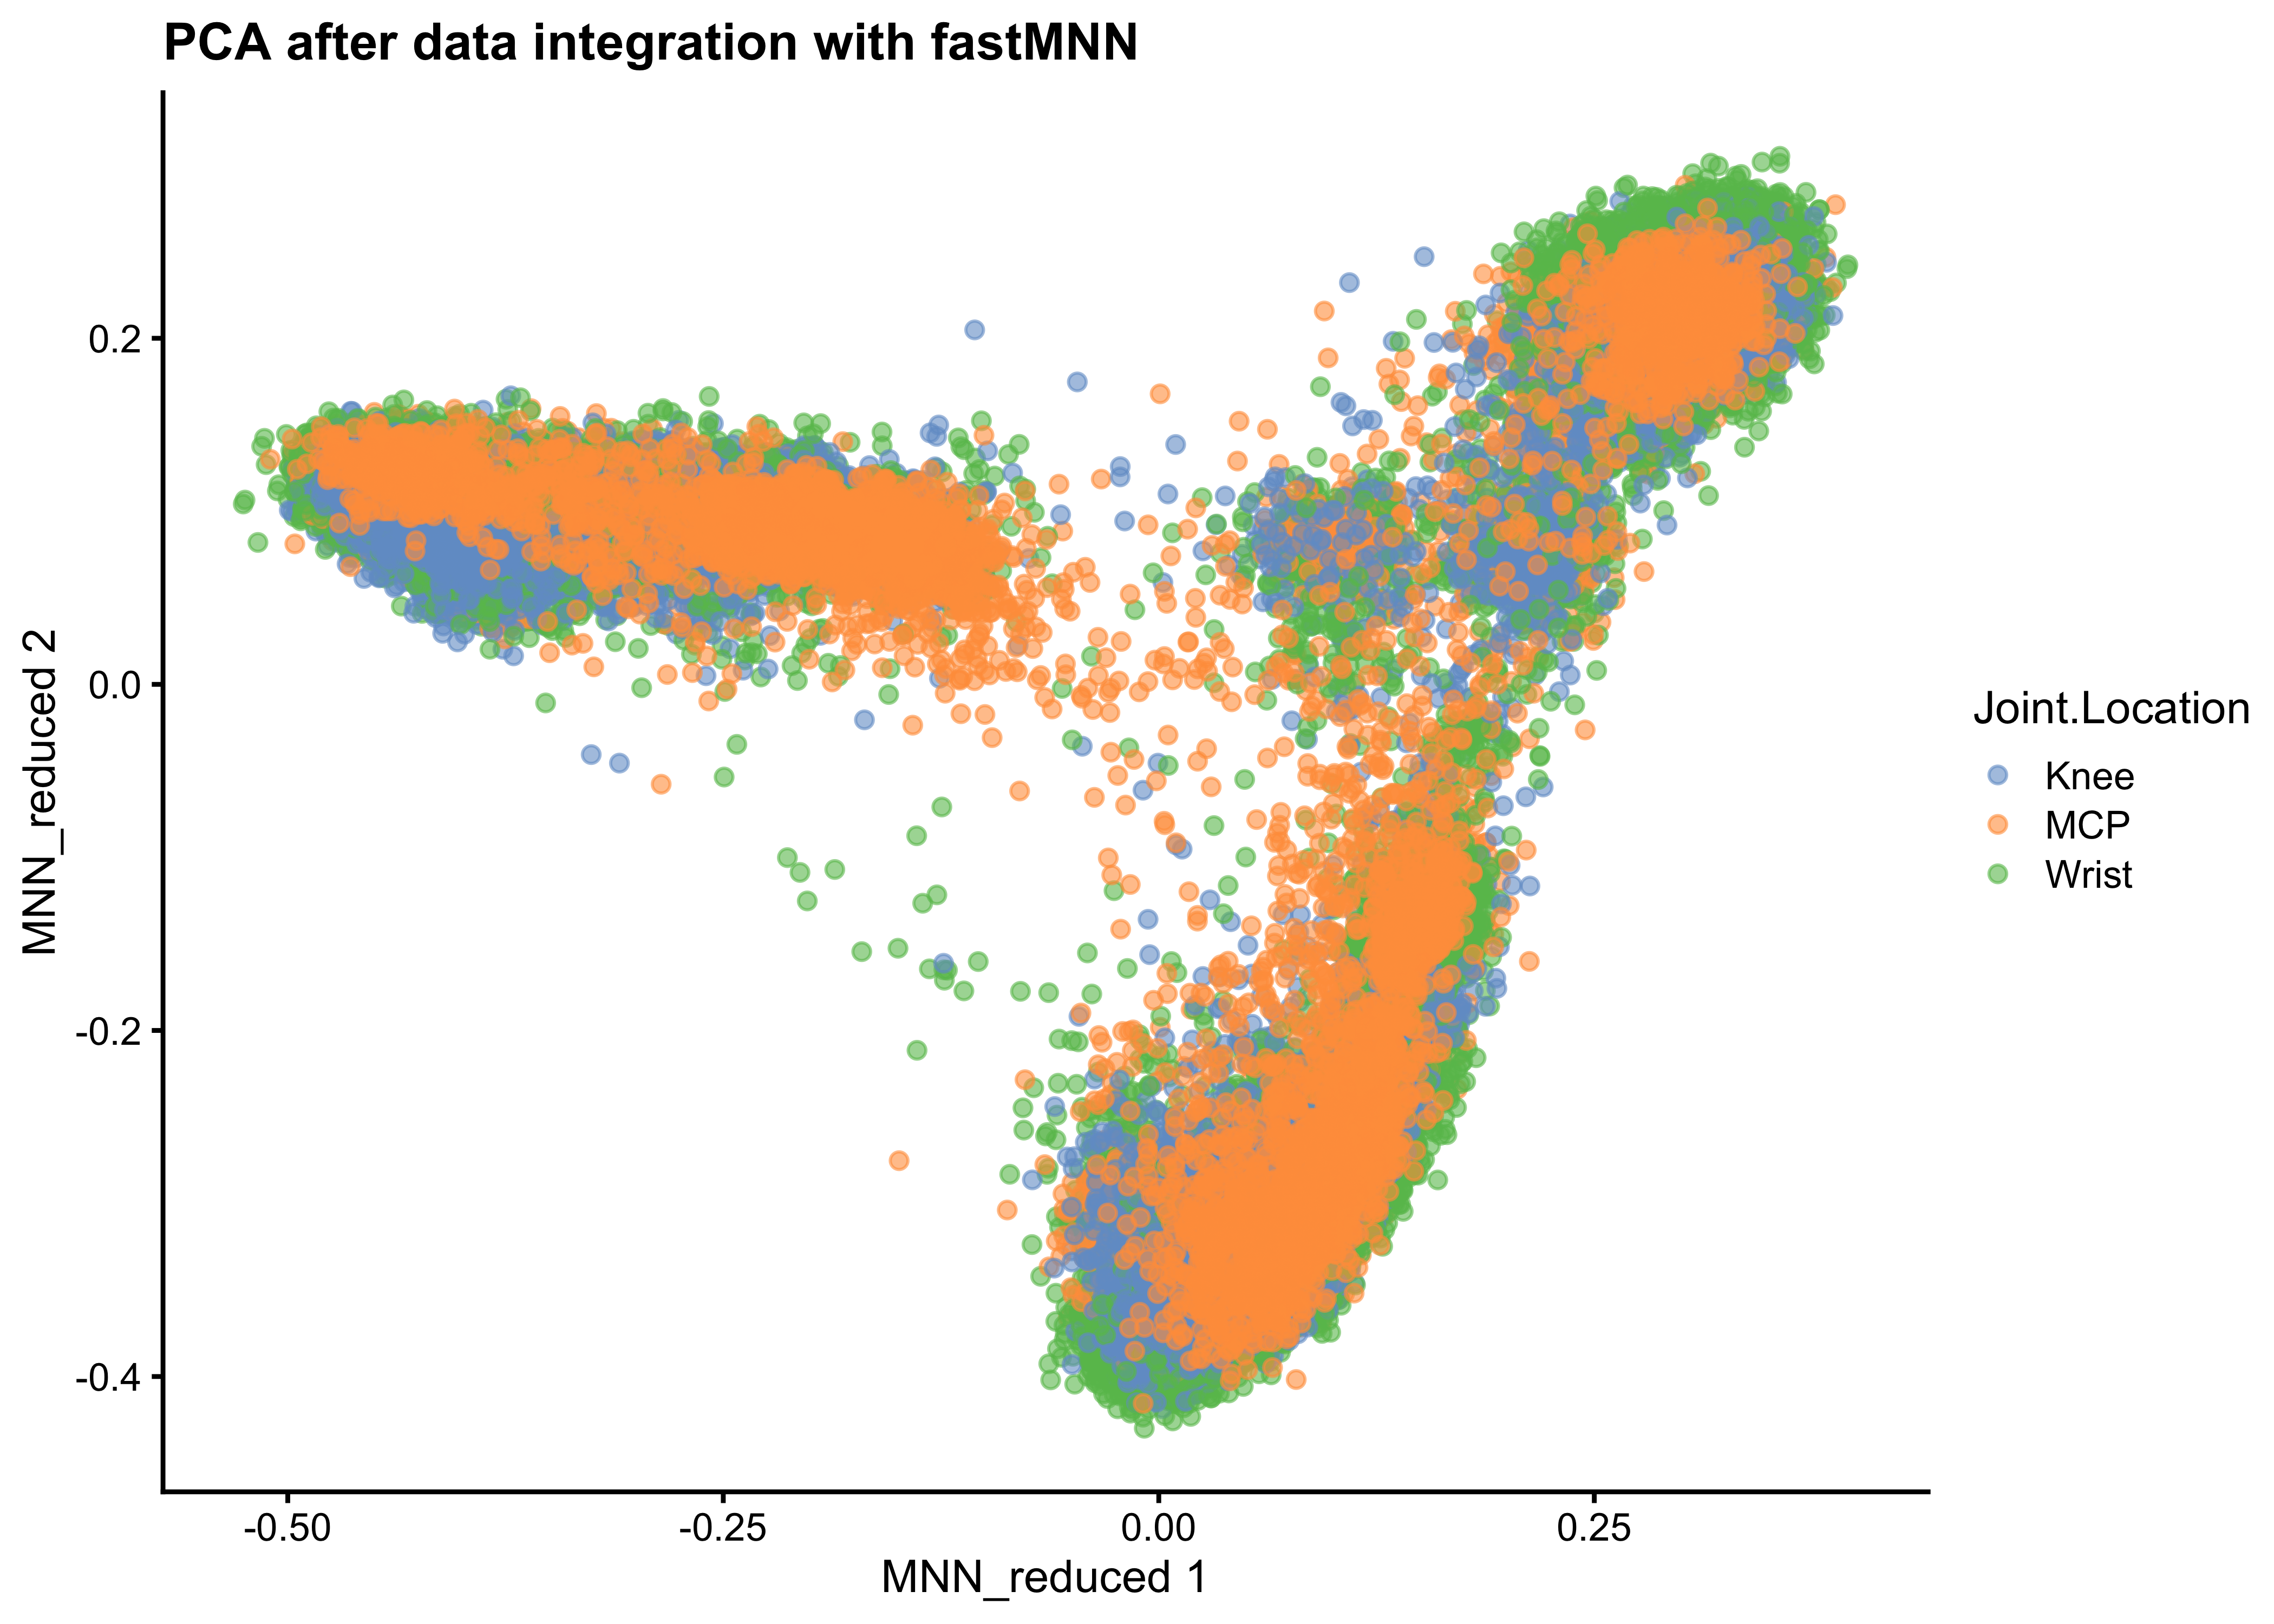 PCA after data integration with fastMNN
MNN_reduced 2
0.2
0.0
-0.2
-0.4
-0.50
-0.25
0.00
0.25
MNN_reduced 1
Joint.Location
Knee
MCP
Wrist